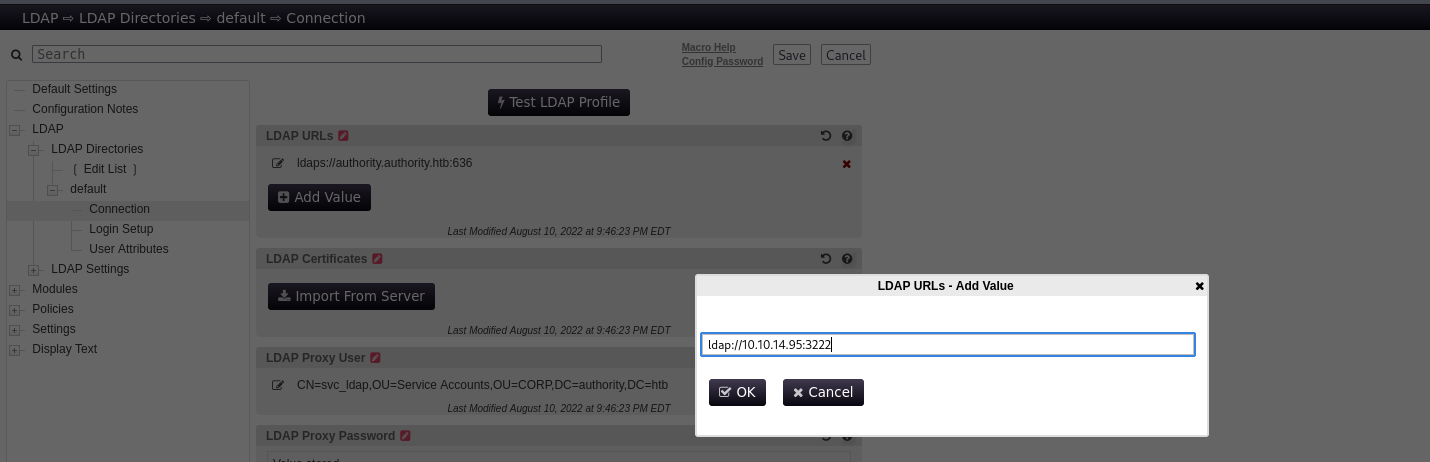 LDAP ⇨ LDAP Directories ⇨ default ⇨ Connection
Search
Macro Help
Config Password
Save
Cancel
Default Settings
Configuration Notes
LDAP
LDAP Directories
[ Edit List ]
default
Connection
Login Setup
User Attributes
LDAP Settings
Modules
Policies
Settings
Display Text
Test LDAP Profile
LDAP URLs
ldaps://authority.authority.htb:636
Add Value
Last Modified August 10, 2022 at 9:46:23 PM EDT
LDAP Certificates
Import From Server
Last Modified August 10, 2022 at 9:46:23 PM EDT
LDAP Proxy User
CN=svc_ldap,OU=Service Accounts,OU=CORP,DC=authority,DC=htb
Last Modified August 10, 2022 at 9:46:23 PM EDT
LDAP Proxy Password
Value stored
LDAP URLs - Add Value
ldap://10.10.14.95:3222
OK
Cancel